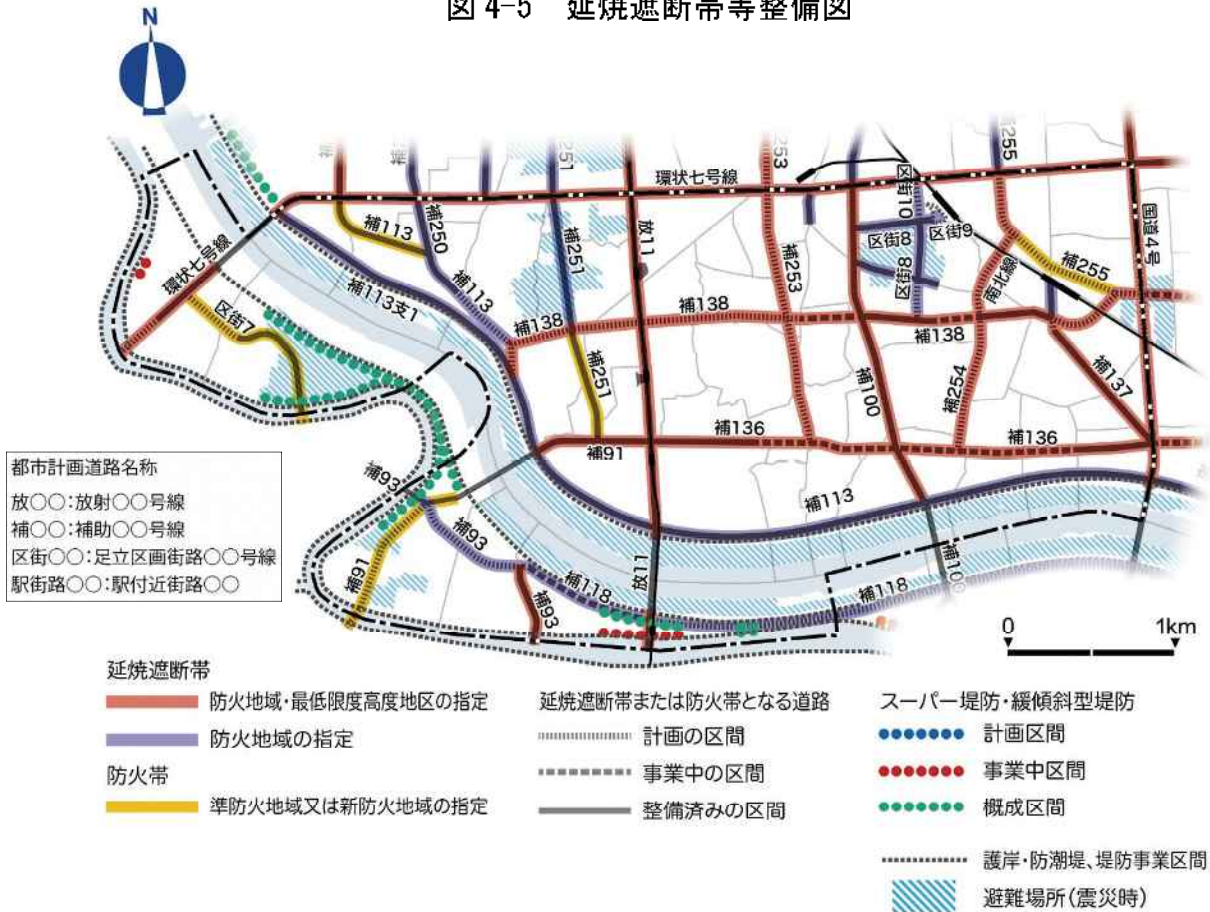 図4-5 延焼遮断帯等整備図
N
環状七号線
251
253
255
区街10
補113
補250
放11
国道4号
区街8
区街9
環状七号線
補251
補253
補255
補113
南北線
区街8
補113支1
補138
補138
補138
区街7
補251
補100
補254
補137
補136
補136
補91
補93
補113
補93
補91
補118
放11
補100
補118
補93
0
1km
都市計画道路名称
放○○:放射○○号線
補○○:補助○○号線
区街○○:足立区画街路○○号線
駅街路○○:駅付近街路○○
延焼遮断帯
防火地域・最低限度高度地区の指定
防火地域の指定
防火帯
準防火地域又は新防火地域の指定
延焼遮断帯または防火帯となる道路
計画の区間
事業中の区間
整備済みの区間
スーパー堤防・緩傾斜型堤防
計画区間
事業中区間
概成区間
護岸・防潮堤、堤防事業区間
避難場所(震災時)